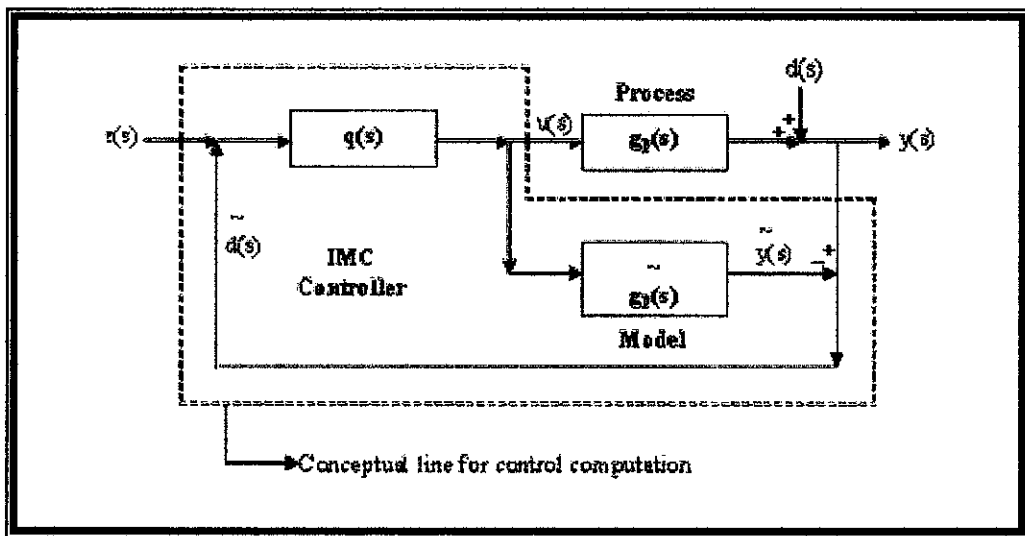 d(s)
Process
r(s)
q(s)
u(s)
gp(s)
+
+
y(s)
~
d(s)
IMC
Controller
~
gp(s)
~
y(s)
+
−
Model
Conceptual line for control computation